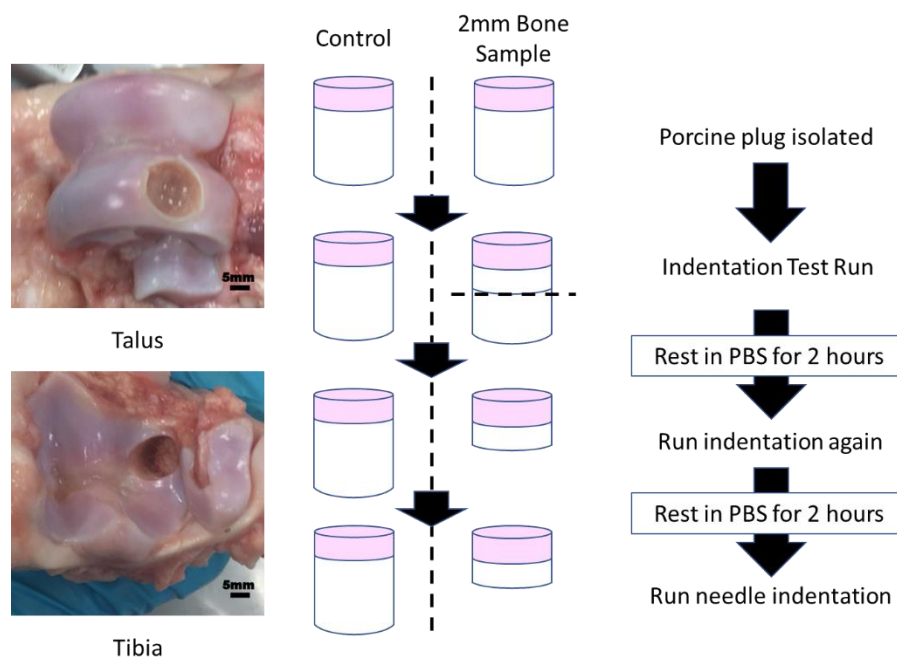 Control
2mm Bone
Sample
Porcine plug isolated
5mm
Indentation Test Run
Talus
Rest in PBS for 2 hours
Run indentation again
Rest in PBS for 2 hours
5mm
Run needle indentation
Tibia